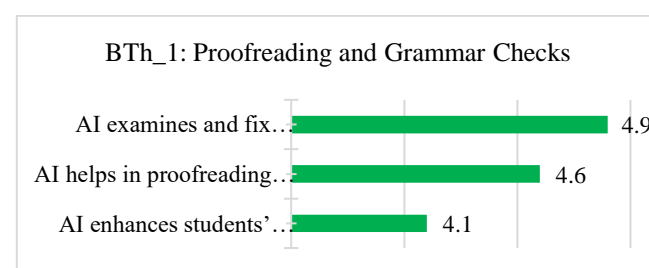 BTh_1: Proofreading and Grammar Checks
AI examines and fix… 4.9
AI helps in proofreading… 4.6
AI enhances students’… 4.1